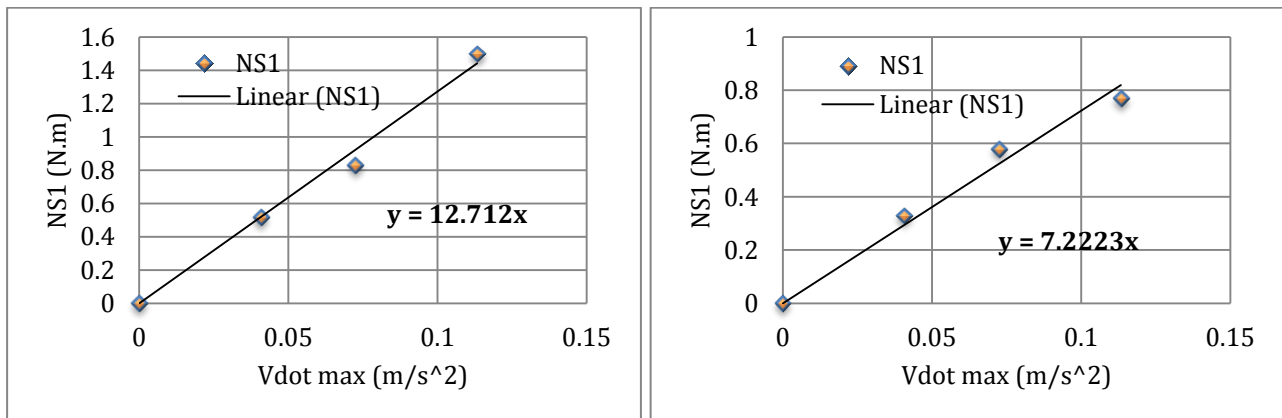 NS1 (N.m)
1.6
1.4
1.2
1
0.8
0.6
0.4
0.2
0
NS1
Linear (NS1)
y = 12.712x
0
0.05
0.1
0.15
Vdot max (m/s^2)
NS1 (N.m)
1
0.8
0.6
0.4
0.2
0
NS1
Linear (NS1)
y = 7.2223x
0
0.05
0.1
0.15
Vdot max (m/s^2)